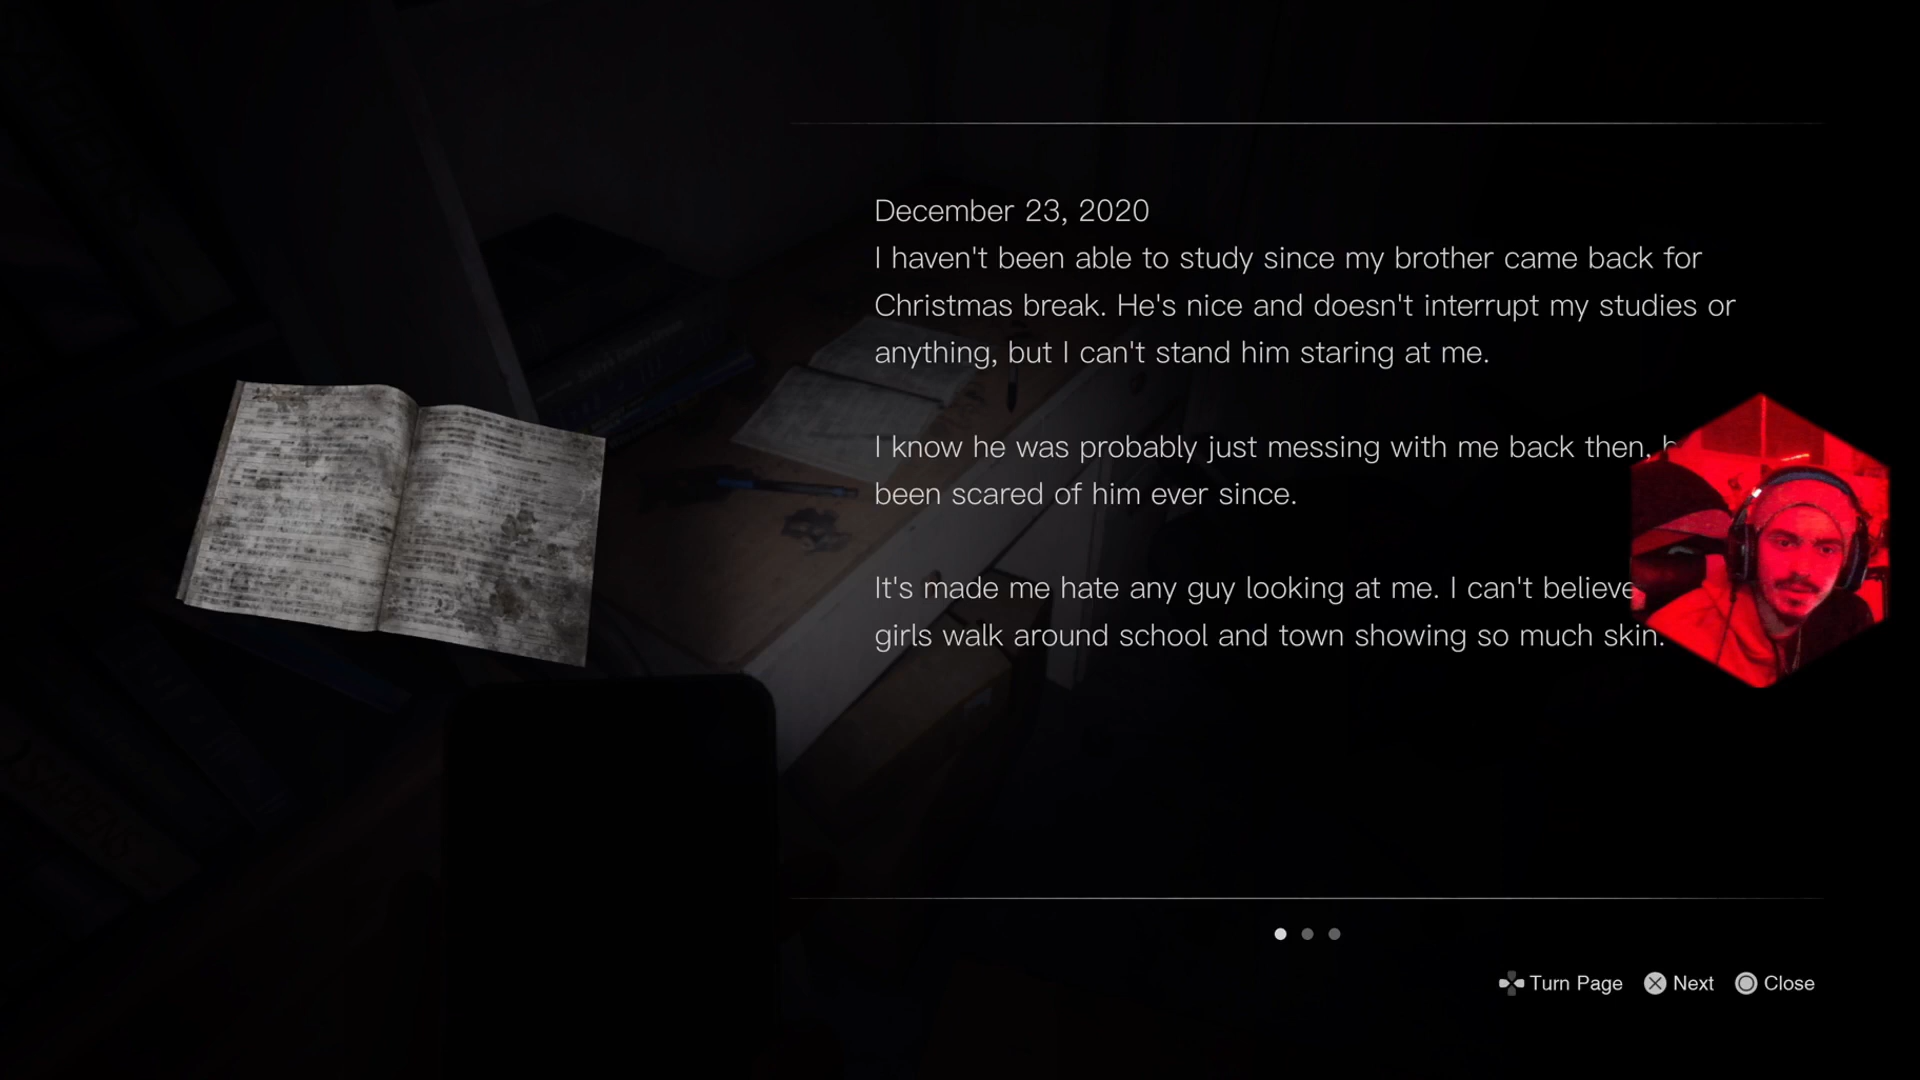 December 23, 2020
I haven't been able to study since my brother came back for
Christmas break. He's nice and doesn't interrupt my studies or
anything, but I can't stand him staring at me.
I know he was probably just messing with me back then,
been scared of him ever since.
It's made me hate any guy looking at me. I can't believe
girls walk around school and town showing so much skin.
Turn Page Next Close